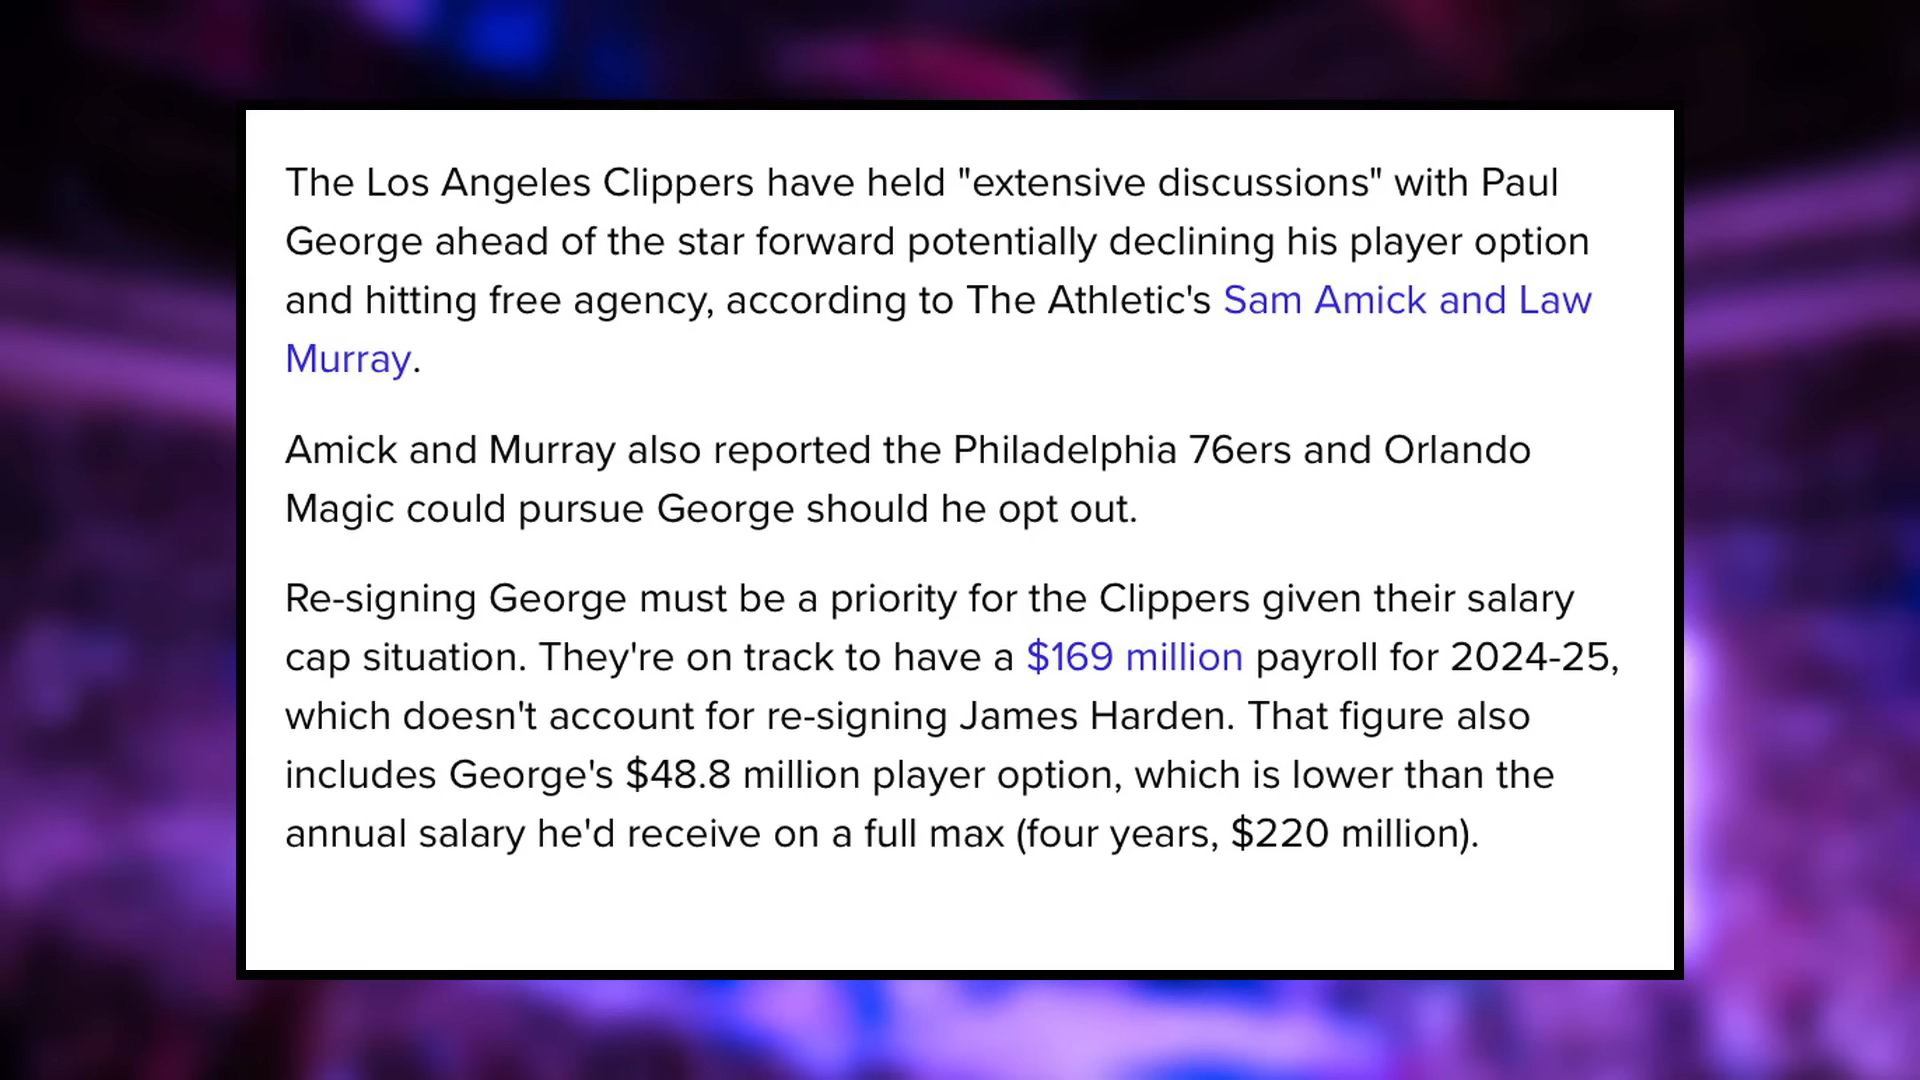 The Los Angeles Clippers have held "extensive discussions" with Paul
George ahead of the star forward potentially declining his player option
and hitting free agency, according to The Athletic's Sam Amick and Law
Murray.
Amick and Murray also reported the Philadelphia 76ers and Orlando
Magic could pursue George should he opt out.
Re-signing George must be a priority for the Clippers given their salary
cap situation. They're on track to have a $169 million payroll for 2024-25,
which doesn't account for re-signing James Harden. That figure also
includes George's $48.8 million player option, which is lower than the
annual salary he'd receive on a full max (four years, $220 million).